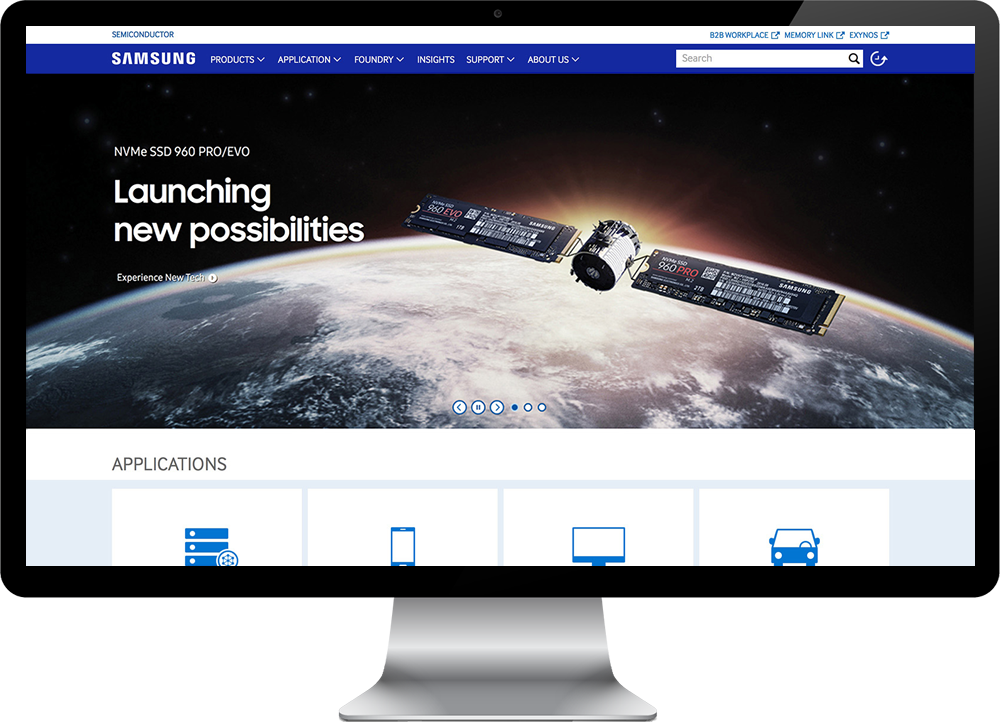 SEMICONDUCTOR
B2B WORKPLACE MEMORY LINK EXYNOS
SAMSUNG PRODUCTS APPLICATION FOUNDRY INSIGHTS SUPPORT ABOUT US Search
NVMe SSD 960 PRO/EVO
Launching
new possibilities
Experience New Tech
NVMe SSD
960 EVO
M.2
1TB
SAMSUNG
NVMe SSD
960 PRO
M.2
2TB
SAMSUNG
APPLICATIONS